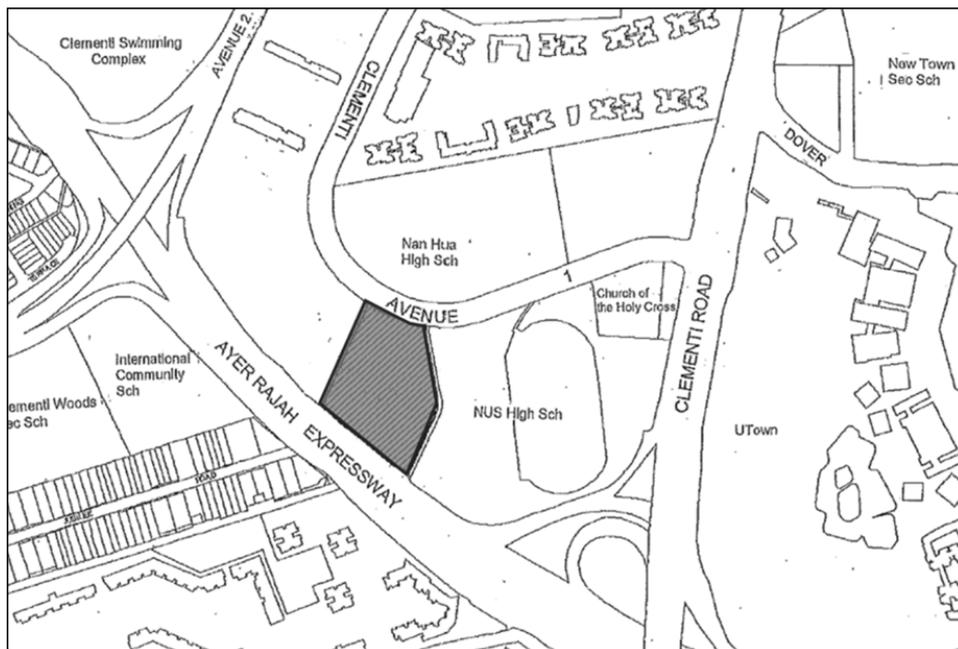 Clementi Swimming
Complex
AVENUE 2
CLEMENTI
New Town
Sec Sch
DOVER
Nan Hua
High Sch
AVENUE
1
Church of
the Holy Cross
CLEMENTI ROAD
TERRACE
International
Community
Sch
AYER RAJAH EXPRESSWAY
ementi Woods
ec Sch
NUS High Sch
UTown
ROAD